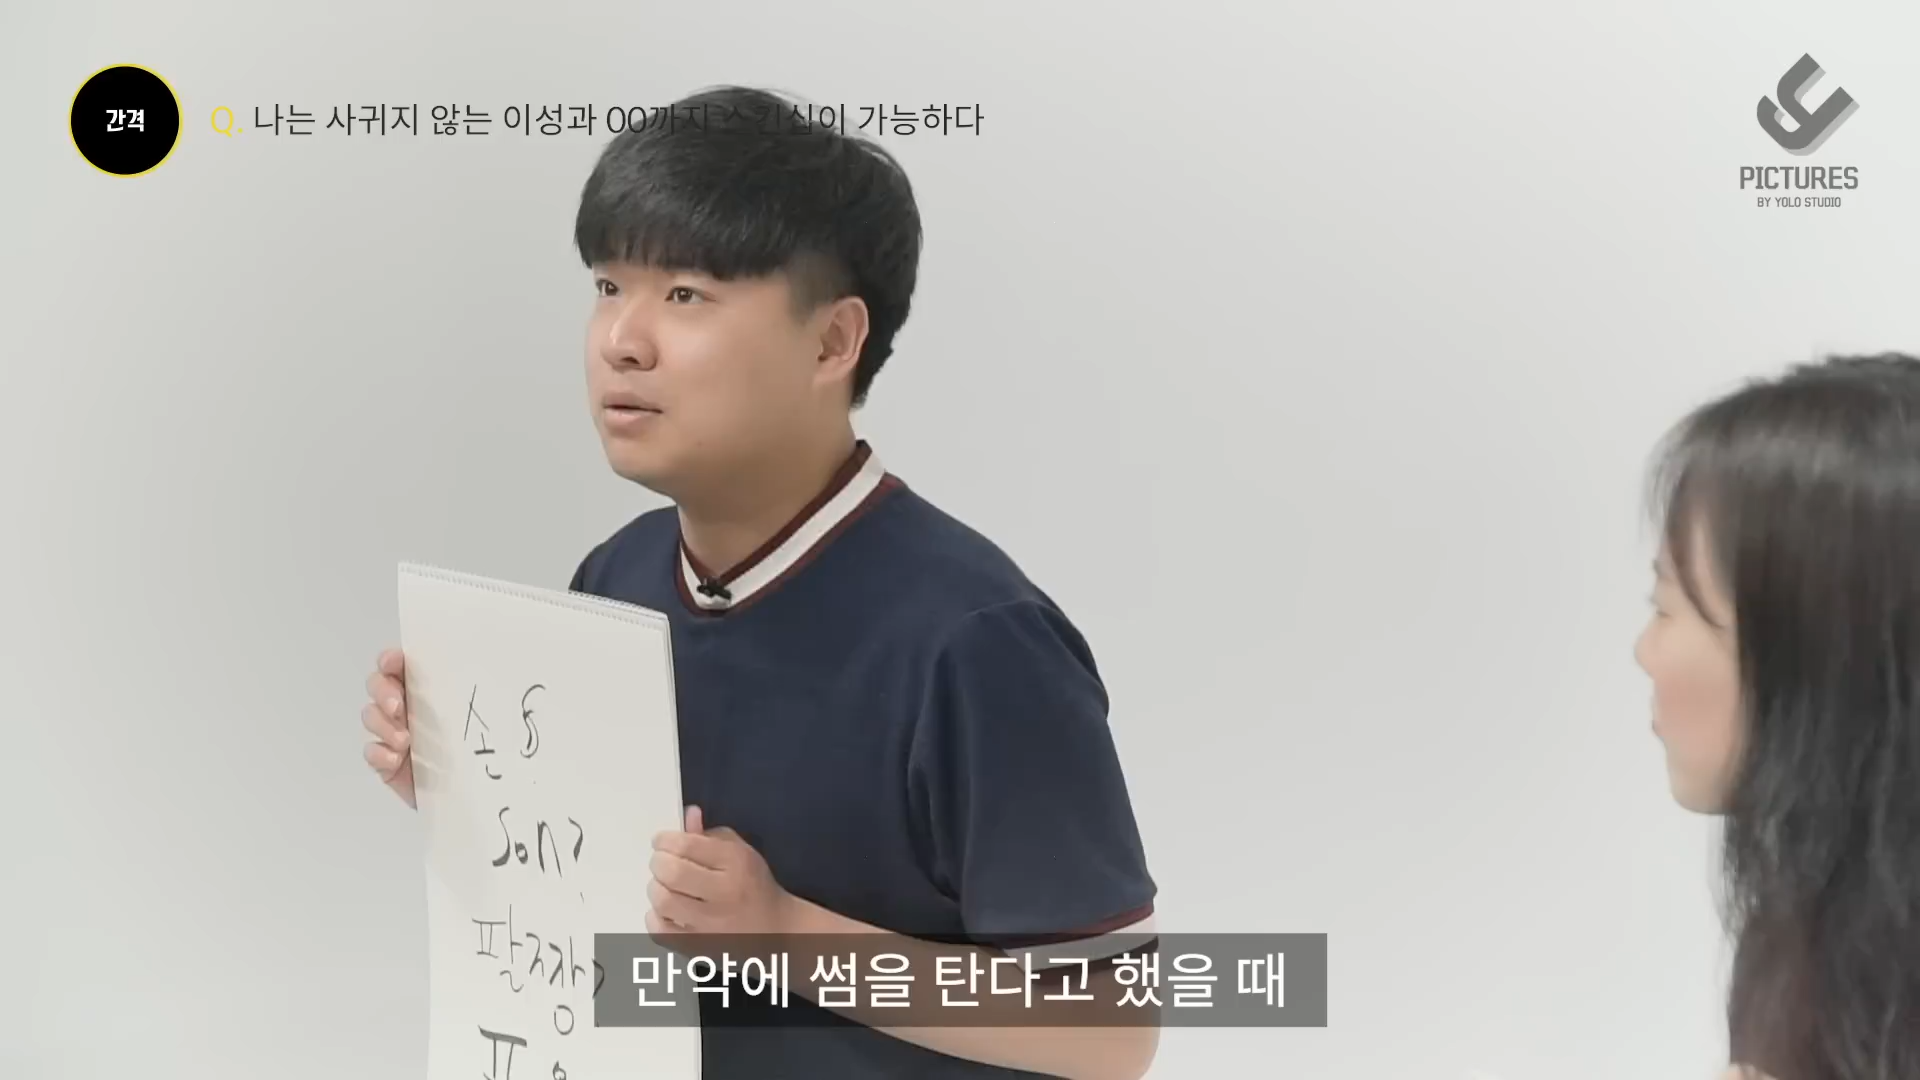 간격
Q. 나는 사귀지 않는 이성과 00까지 스킨십이 가능하다
PICTURES
BY YOLO STUDIO
손
Son?
팔짱?
만약에 썸을 탄다고 했을 때